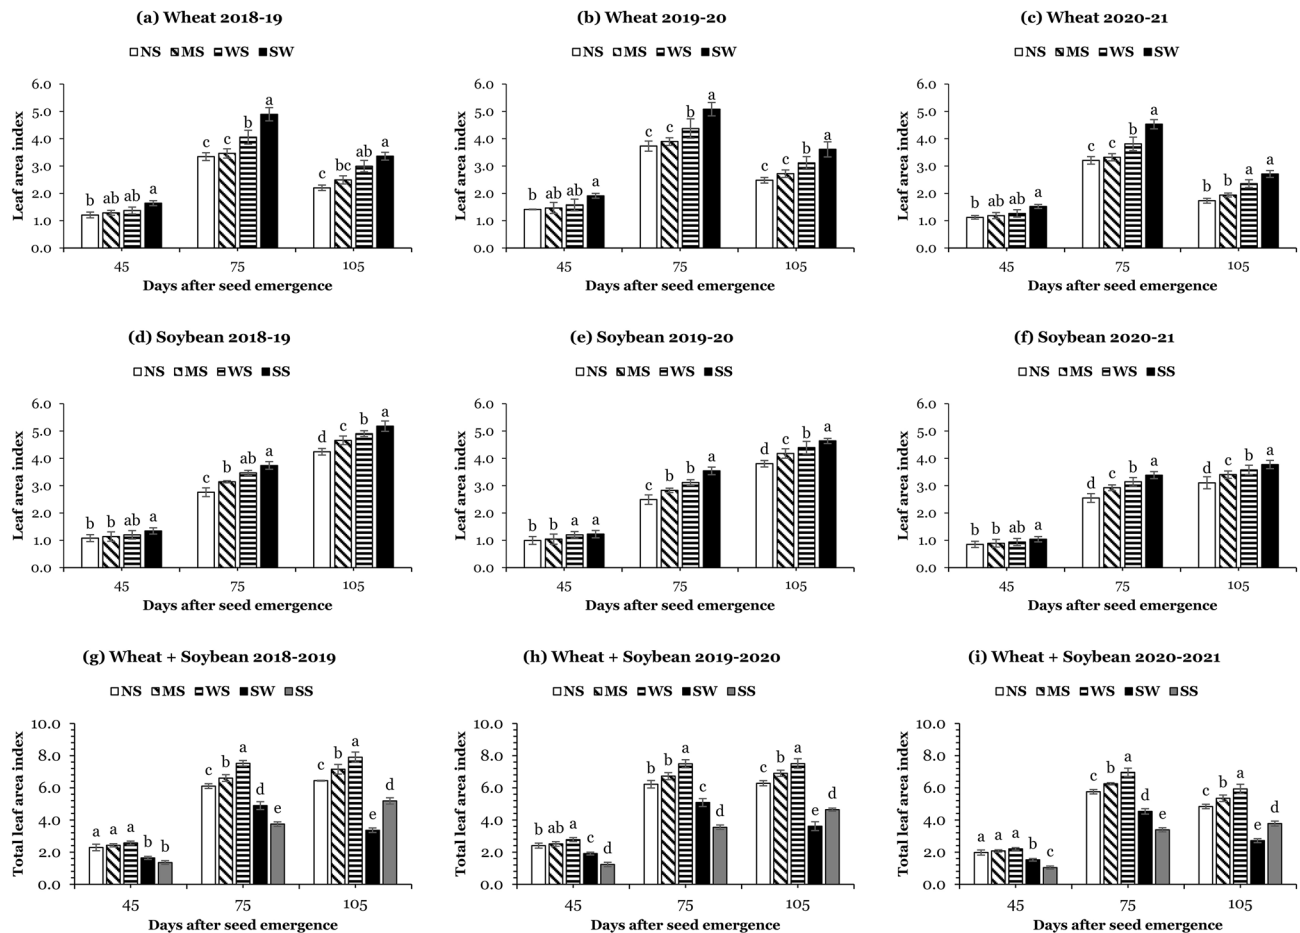 (a) Wheat 2018-19
NS MS WS SW
Leaf area index
6.0
5.0
4.0
3.0
2.0
1.0
0.0
b ab ab a
c c b a
c bc ab a
45 75 105
Days after seed emergence
(b) Wheat 2019-20
NS MS WS SW
Leaf area index
6.0
5.0
4.0
3.0
2.0
1.0
0.0
b ab ab a
c c b a
c c b a
45 75 105
Days after seed emergence
(c) Wheat 2020-21
NS MS WS SW
Leaf area index
6.0
5.0
4.0
3.0
2.0
1.0
0.0
b ab ab a
c c b a
b b a a
45 75 105
Days after seed emergence
(d) Soybean 2018-19
NS MS WS SS
Leaf area index
6.0
5.0
4.0
3.0
2.0
1.0
0.0
b b ab a
c b ab a
d c b a
45 75 105
Days after seed emergence
(e) Soybean 2019-20
NS MS WS SS
Leaf area index
6.0
5.0
4.0
3.0
2.0
1.0
0.0
b b a a
c b b a
d c b a
45 75 105
Days after seed emergence
(f) Soybean 2020-21
NS MS WS SS
Leaf area index
6.0
5.0
4.0
3.0
2.0
1.0
0.0
b b ab a
d c b a
d c b a
45 75 105
Days after seed emergence
(g) Wheat + Soybean 2018-2019
NS MS WS SW SS
Total leaf area index
10.0
8.0
6.0
4.0
2.0
0.0
a a a b b
c b a d e
c b a e d
45 75 105
Days after seed emergence
(h) Wheat + Soybean 2019-2020
NS MS WS SW SS
Total leaf area index
10.0
8.0
6.0
4.0
2.0
0.0
b ab a c d
b b a c d
c b a e d
45 75 105
Days after seed emergence
(i) Wheat + Soybean 2020-2021
NS MS WS SW SS
Total leaf area index
10.0
8.0
6.0
4.0
2.0
0.0
a a a b c
c b a d e
c b a e d
45 75 105
Days after seed emergence